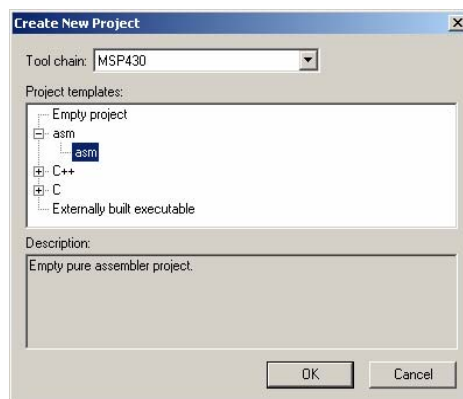 Create New Project
Tool chain: MSP430
Project templates:
Empty project
asm
asm
C++
C
Externally built executable
Description:
Empty pure assembler project.
OK Cancel